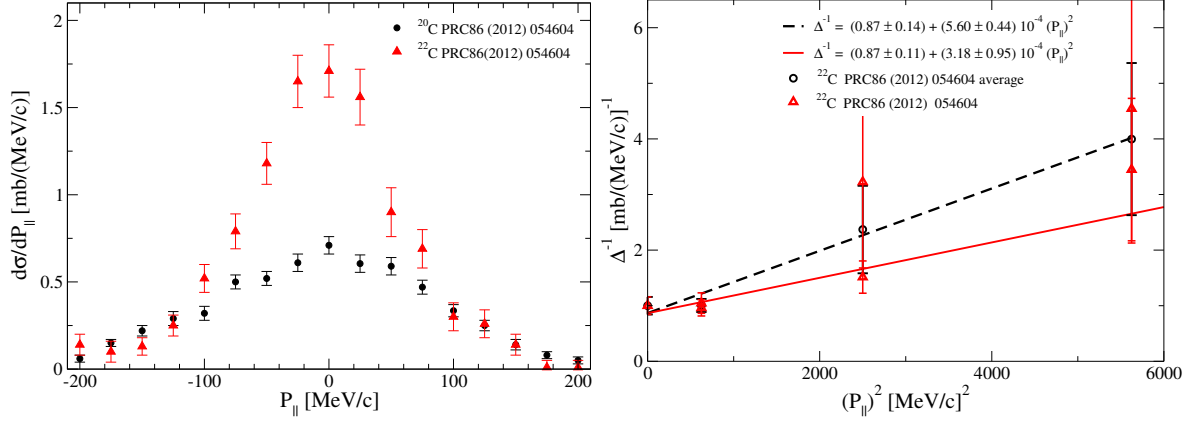 2
1.5
1
0.5
0
dσ/dP|| [mb/(MeV/c)]
-200 -100 0 100 200
P|| [MeV/c]
²⁰C PRC86 (2012) 054604
²²C PRC86(2012) 054604
6
4
2
0
Δ⁻¹ [mb/(MeV/c)]⁻¹
0 2000 4000 6000
(P||)² [MeV/c]²
Δ⁻¹ = (0.87 ± 0.14) + (5.60 ± 0.44) 10⁻⁴ (P||)²
Δ⁻¹ = (0.87 ± 0.11) + (3.18 ± 0.95) 10⁻⁴ (P||)²
²²C PRC86 (2012) 054604 average
²²C PRC86 (2012) 054604